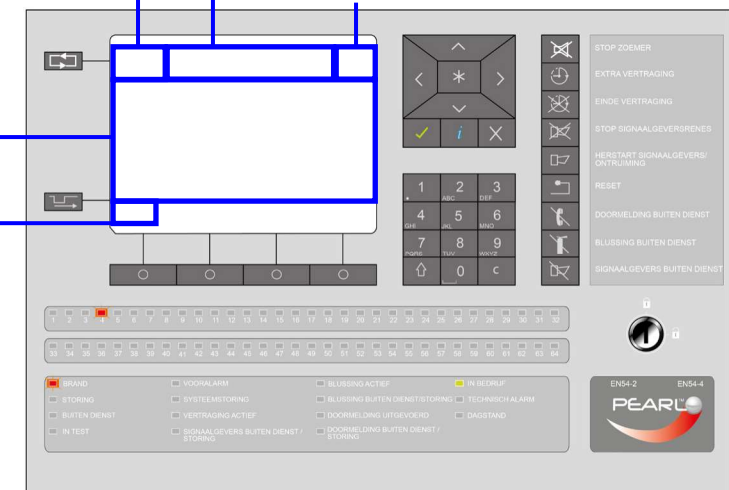 STOP ZOEMER
EXTRA VERTRAGING
EINDE VERTRAGING
STOP SIGNAALGEVERSRENES
HERSTART SIGNAALGEVERS/
ONTRUIMING
RESET
DOORMELDING BUITEN DIENST
BLUSSING BUITEN DIENST
SIGNAALGEVERS BUITEN DIENST
i
1 2 3
. ABC DEF
4 5 6
GHI JKL MNO
7 8 9
PQRS TUV WXYZ
0 C
1 2 3 4 5 6 7 8 9 10 11 12 13 14 15 16 17 18 19 20 21 22 23 24 25 26 27 28 29 30 31 32
33 34 35 36 37 38 39 40 41 42 43 44 45 46 47 48 49 50 51 52 53 54 55 56 57 58 59 60 61 62 63 64
BRAND VOORALARM BLUSSING ACTIEF IN BEDRIJF
STORING SYSTEEMSTORING BLUSSING BUITEN DIENST/STORING TECHNISCH ALARM
BUITEN DIENST VERTRAGING ACTIEF DOORMELDING UITGEVOERD DAGSTAND
IN TEST SIGNAALGEVERS BUITEN DIENST / STORING DOORMELDING BUITEN DIENST / STORING
EN54-2 EN54-4
PEARL